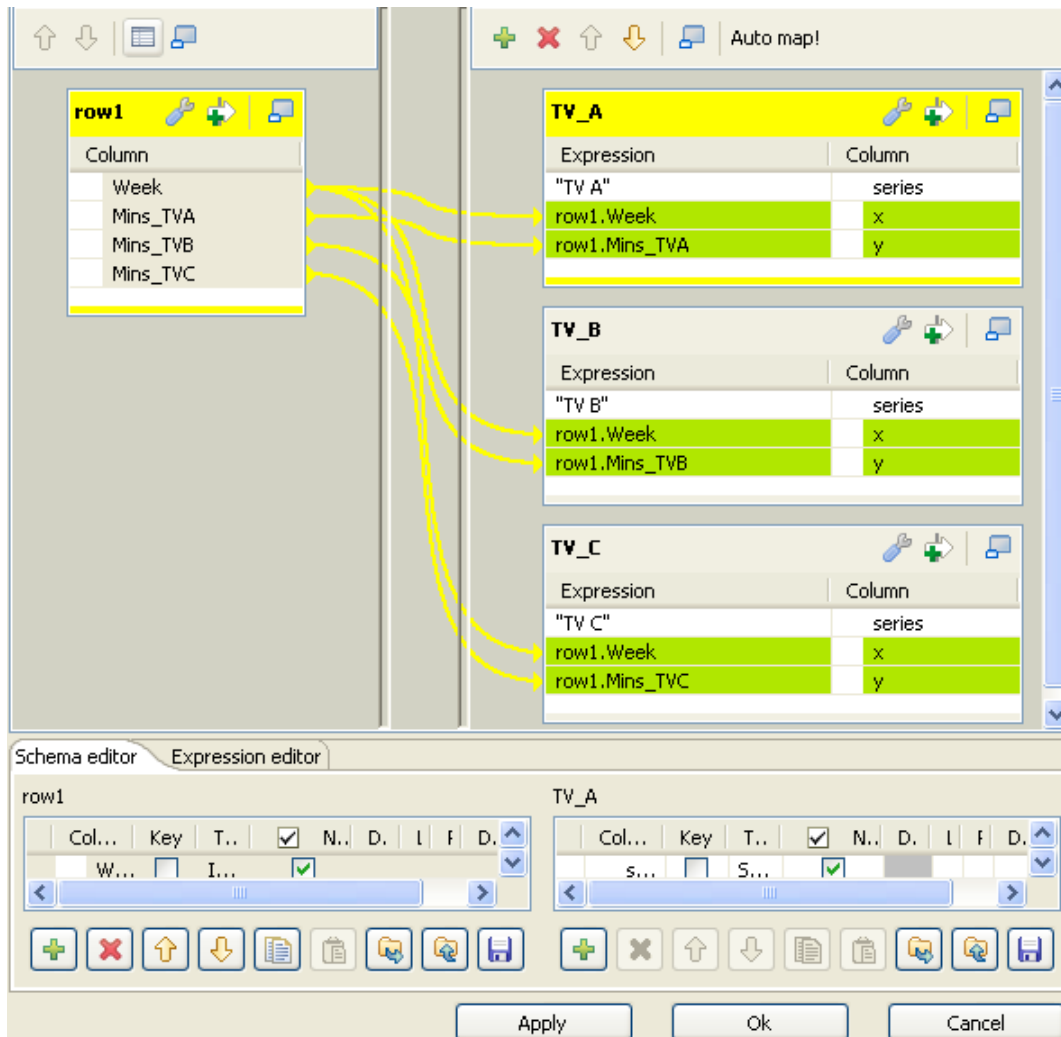 Auto map!
row1
Column
Week
Mins_TVA
Mins_TVB
Mins_TVC
TV_A
Expression Column
"TV A" series
row1.Week x
row1.Mins_TVA y
TV_B
Expression Column
"TV B" series
row1.Week x
row1.Mins_TVB y
TV_C
Expression Column
"TV C" series
row1.Week x
row1.Mins_TVC y
Schema editor Expression editor
row1
Col... Key T... N.. D. L P D.
W... I...
TV_A
Col... Key T... N.. D. L P D.
s... S...
Apply Ok Cancel